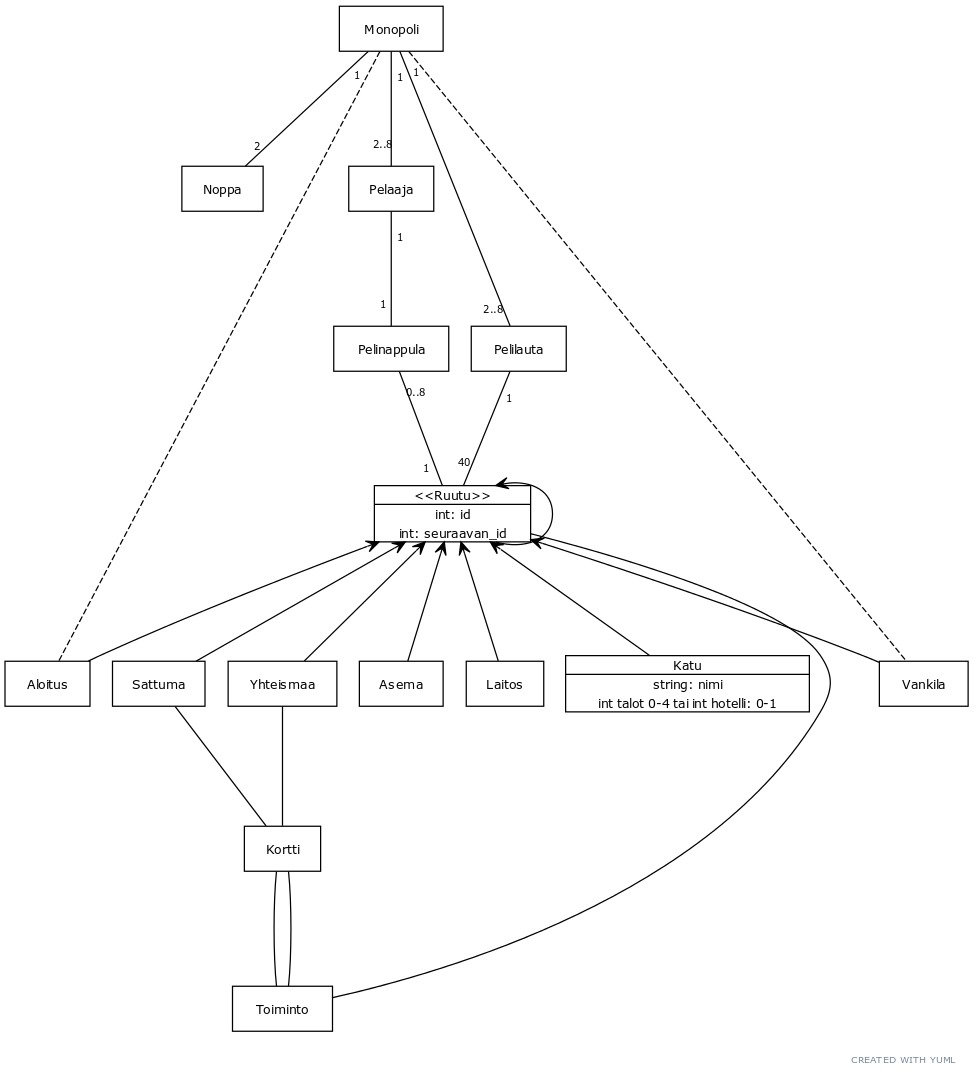 Monopoli
1
1
1
2
2..8
Noppa
Pelaaja
1
1
2..8
Pelinappula
Pelilauta
0..8
1
1
40
<<Ruutu>>
int: id
int: seuraavan_id
Aloitus
Sattuma
Yhteismaa
Asema
Laitos
Katu
string: nimi
int talot 0-4 tai int hotelli: 0-1
Vankila
Kortti
Toiminto
CREATED WITH YUML